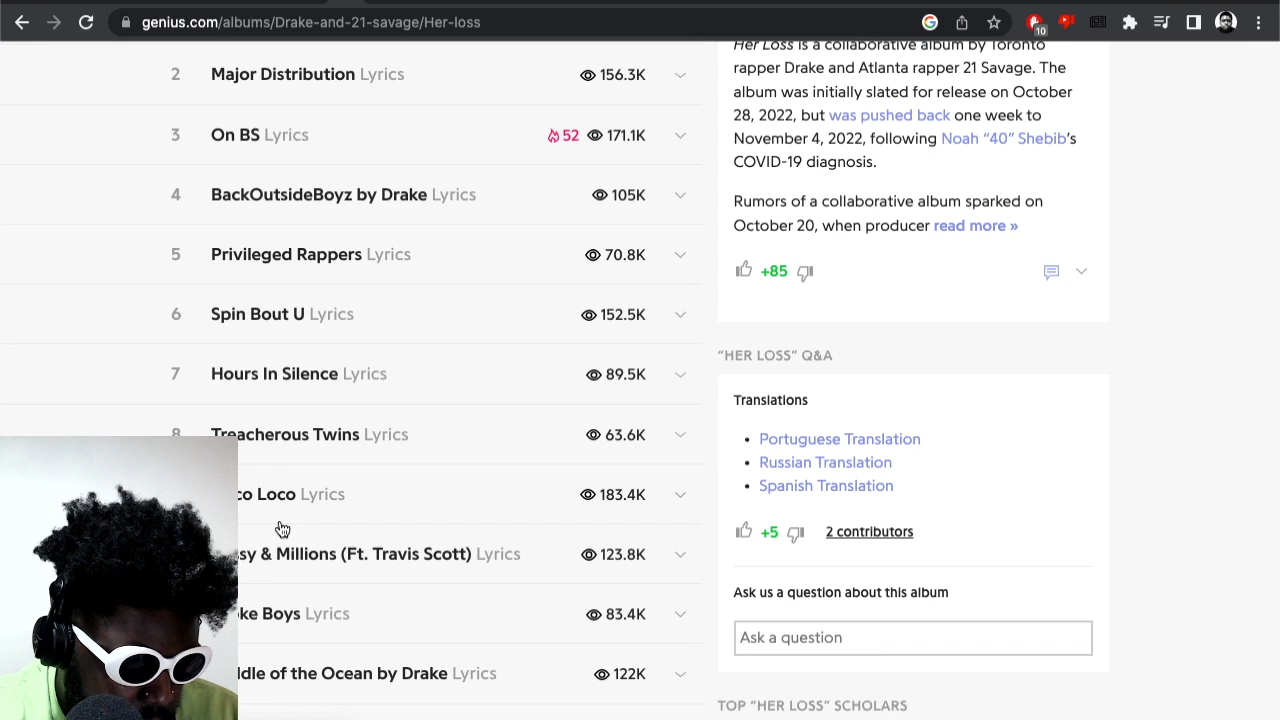 genius.com/albums/Drake-and-21-savage/Her-loss
10
2 Major Distribution Lyrics 156.3K
3 On BS Lyrics 52 171.1K
4 BackOutsideBoyz by Drake Lyrics 105K
5 Privileged Rappers Lyrics 70.8K
6 Spin Bout U Lyrics 152.5K
7 Hours In Silence Lyrics 89.5K
8 Treacherous Twins Lyrics 63.6K
co Loco Lyrics 183.4K
sy & Millions (Ft. Travis Scott) Lyrics 123.8K
ke Boys Lyrics 83.4K
ddle of the Ocean by Drake Lyrics 122K
Her Loss is a collaborative album by Toronto
rapper Drake and Atlanta rapper 21 Savage. The
album was initially slated for release on October
28, 2022, but was pushed back one week to
November 4, 2022, following Noah “40” Shebib’s
COVID-19 diagnosis.
Rumors of a collaborative album sparked on
October 20, when producer read more »
+85
“HER LOSS” Q&A
Translations
• Portuguese Translation
• Russian Translation
• Spanish Translation
+5 2 contributors
Ask us a question about this album
Ask a question
TOP “HER LOSS” SCHOLARS